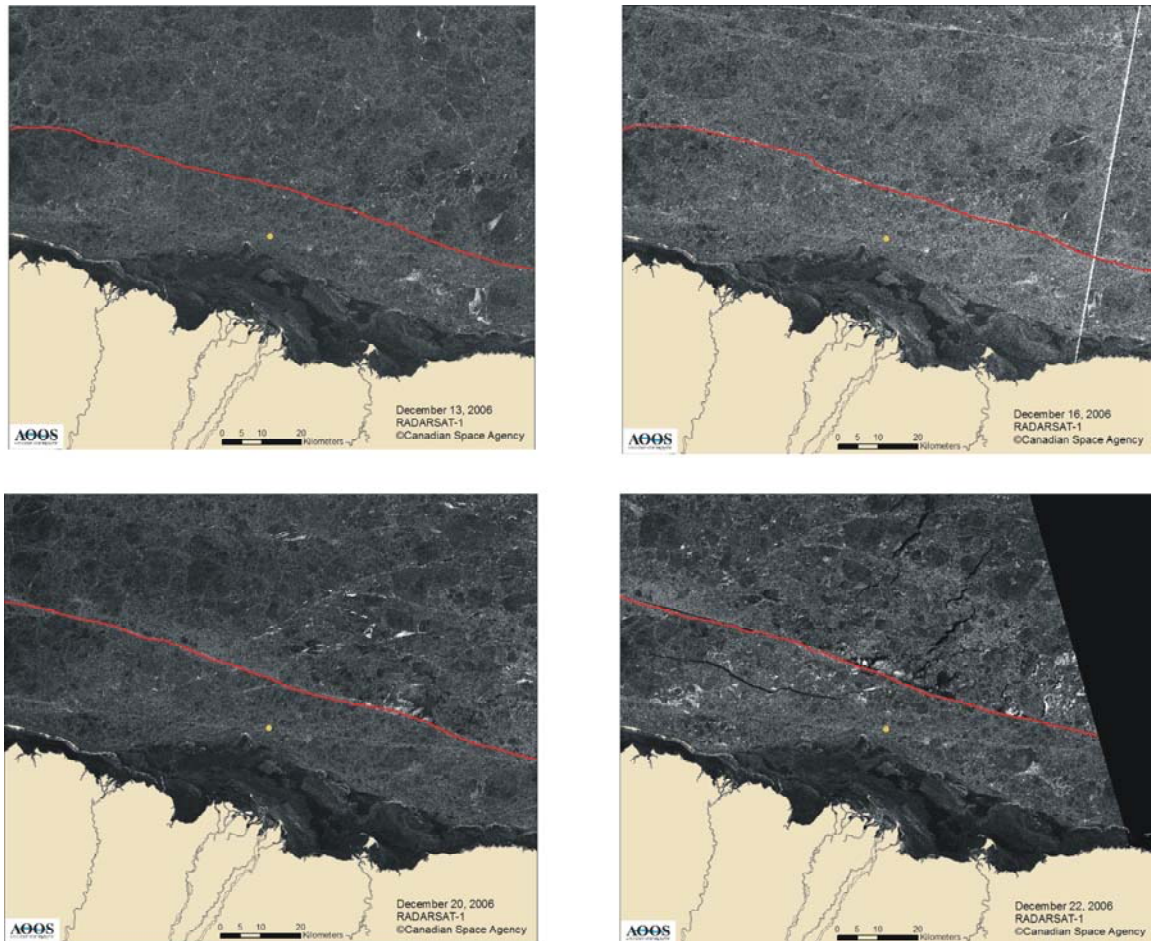 December 13, 2006
RADARSAT-1
©Canadian Space Agency
AOOS
0 5 10 20
Kilometers
December 16, 2006
RADARSAT-1
©Canadian Space Agency
AOOS
0 5 10 20
Kilometers
December 20, 2006
RADARSAT-1
©Canadian Space Agency
AOOS
0 5 10 20
Kilometers
December 22, 2006
RADARSAT-1
©Canadian Space Agency
AOOS
0 5 10 20
Kilometers